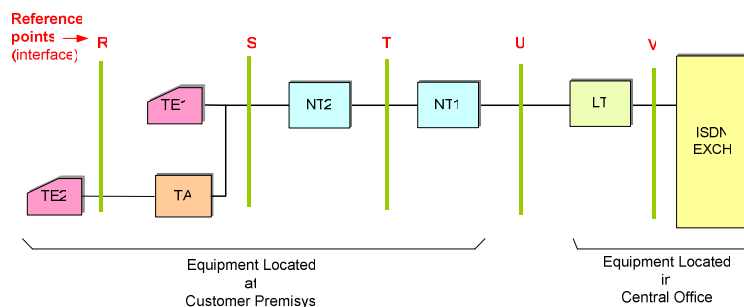 Reference
points
(interface)
R
S
T
U
V
TE1
NT2
NT1
LT
ISDN
EXCH
TE2
TA
Equipment Located
at
Customer Premisys
Equipment Located
in
Central Office